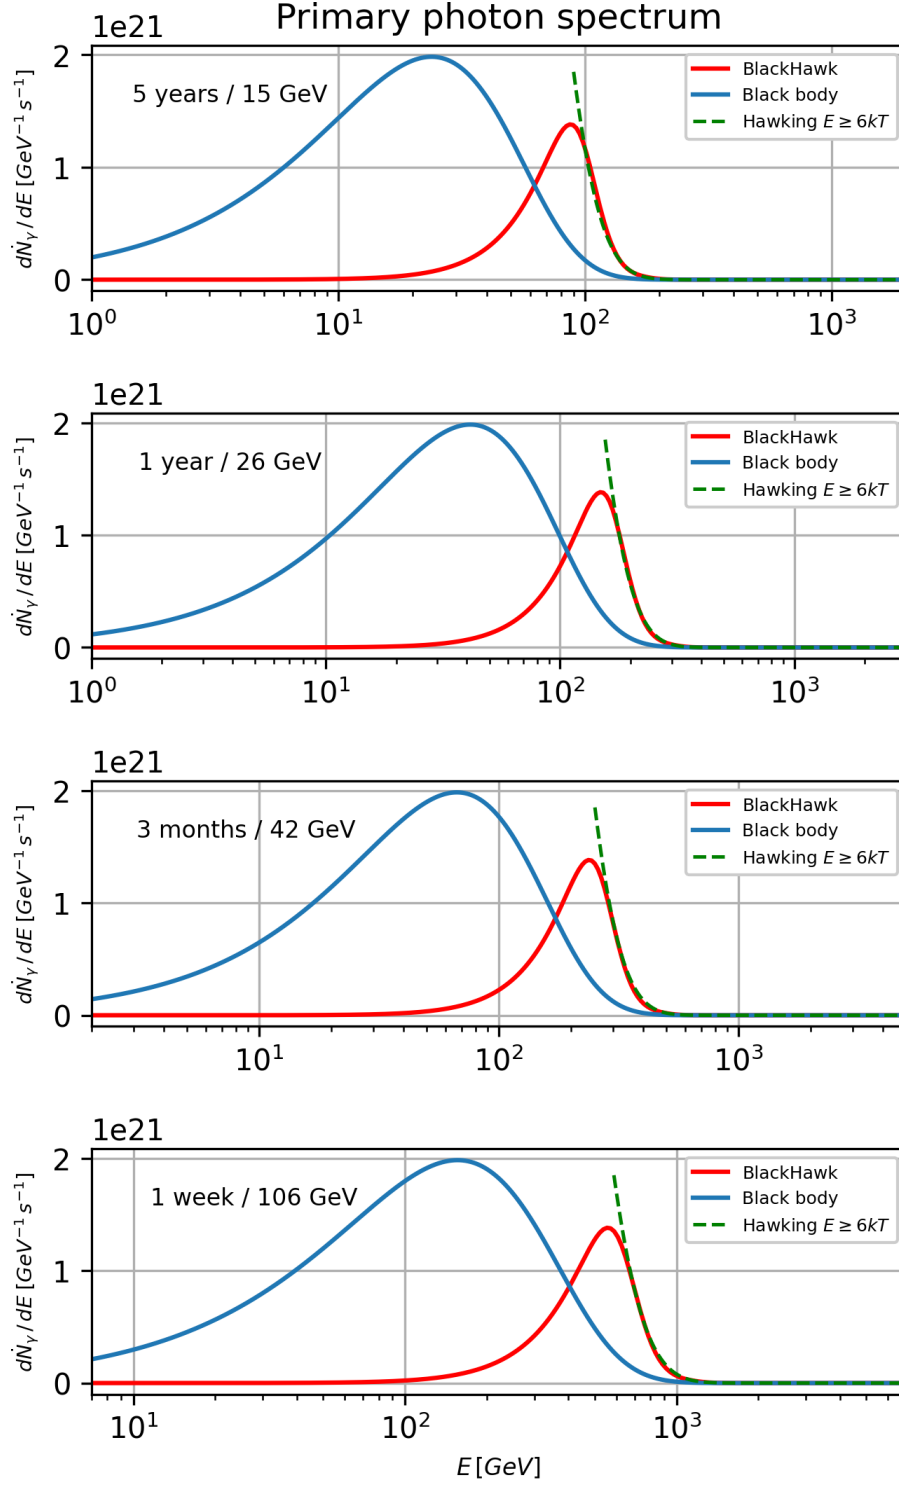 Primary photon spectrum
1e21
5 years / 15 GeV
BlackHawk
Black body
Hawking E ≥ 6kT
dṄγ / dE [GeV⁻¹ s⁻¹]
2
1
0
10⁰ 10¹ 10² 10³
1e21
1 year / 26 GeV
BlackHawk
Black body
Hawking E ≥ 6kT
dṄγ / dE [GeV⁻¹ s⁻¹]
2
1
0
10⁰ 10¹ 10² 10³
1e21
3 months / 42 GeV
BlackHawk
Black body
Hawking E ≥ 6kT
dṄγ / dE [GeV⁻¹ s⁻¹]
2
1
0
10¹ 10² 10³
1e21
1 week / 106 GeV
BlackHawk
Black body
Hawking E ≥ 6kT
dṄγ / dE [GeV⁻¹ s⁻¹]
2
1
0
10¹ 10² 10³
E [GeV]